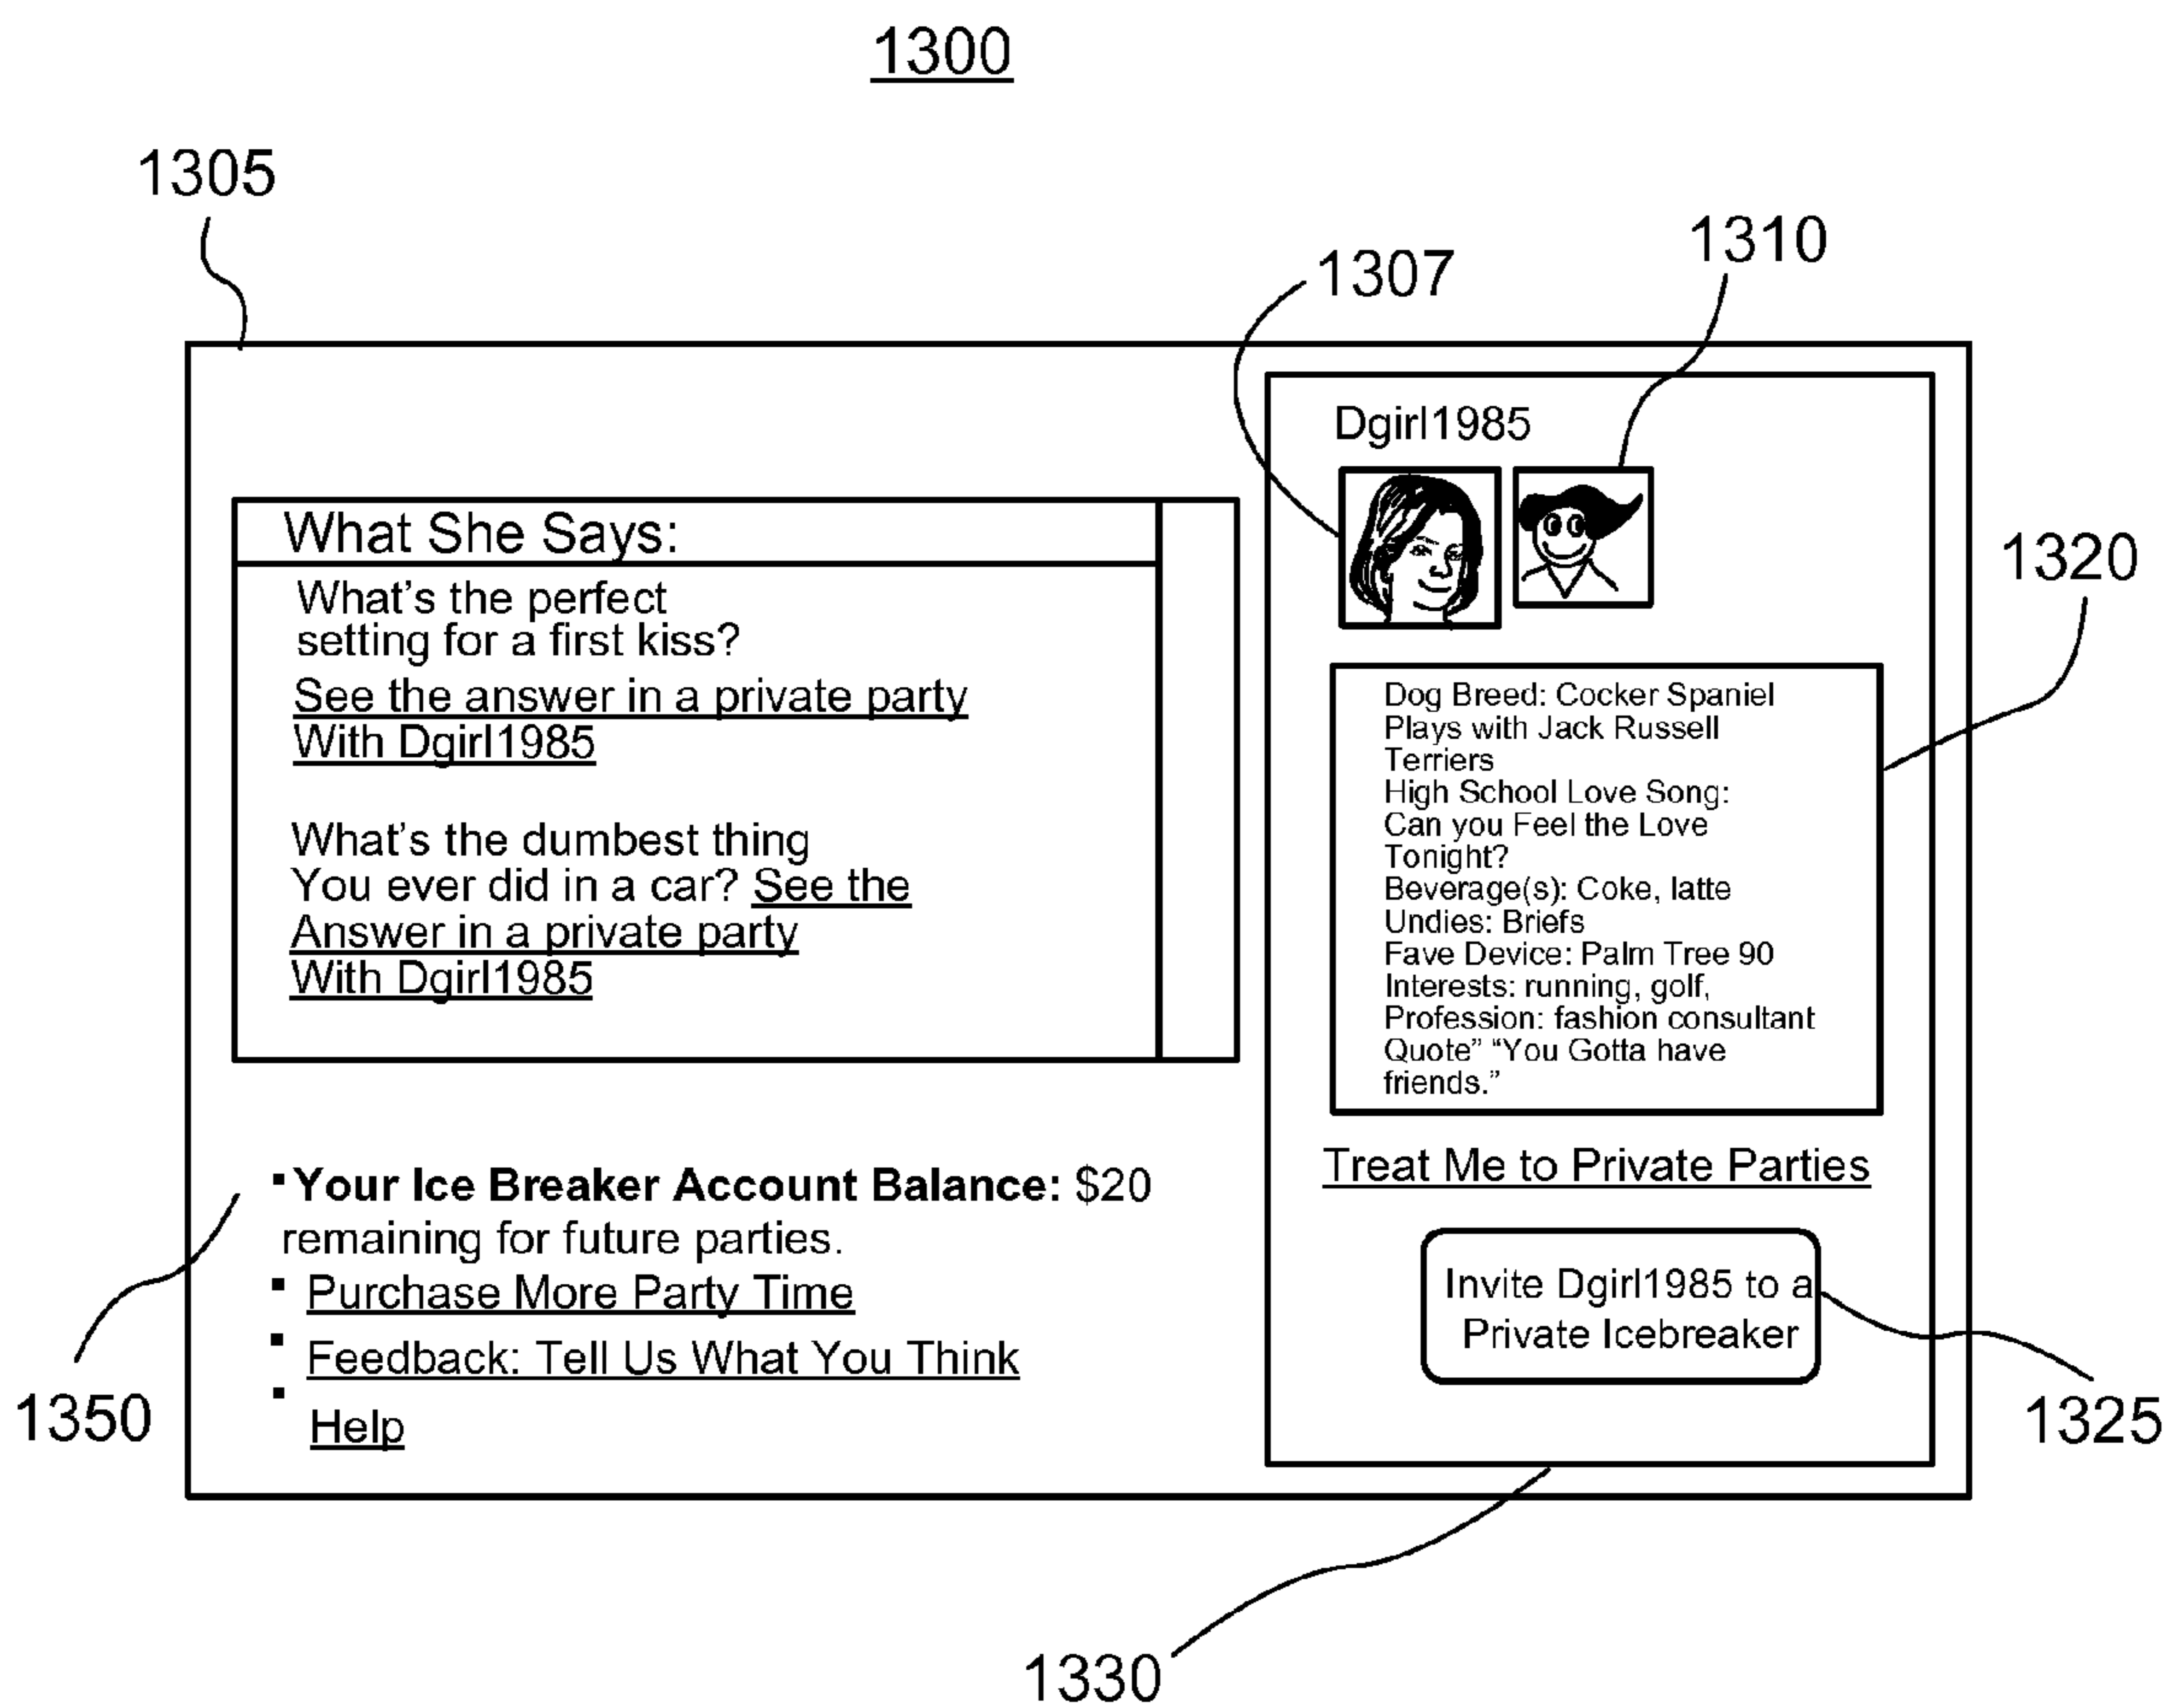 1300
1305
1307
1310
Dgirl1985
1320
What She Says:
What's the perfect
setting for a first kiss?
See the answer in a private party
With Dgirl1985
What's the dumbest thing
You ever did in a car? See the
Answer in a private party
With Dgirl1985
Dog Breed: Cocker Spaniel
Plays with Jack Russell
Terriers
High School Love Song:
Can you Feel the Love
Tonight?
Beverage(s): Coke, latte
Undies: Briefs
Fave Device: Palm Tree 90
Interests: running, golf,
Profession: fashion consultant
Quote” “You Gotta have
friends.”
▪ Your Ice Breaker Account Balance: $20
remaining for future parties.
▪ Purchase More Party Time
▪ Feedback: Tell Us What You Think
▪ Help
Treat Me to Private Parties
Invite Dgirl1985 to a
Private Icebreaker
1350
1325
1330